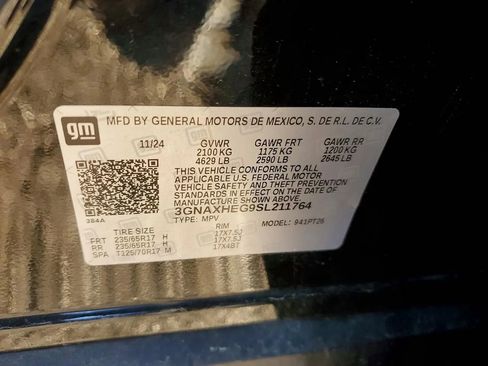 gm
MFD BY GENERAL MOTORS DE MEXICO, S. DE R.L. DE C.V.
11/24 GVWR GAWR FRT GAWR RR
2100 KG 1175 KG 1200 KG
4629 LB 2590 LB 2645 LB
THIS VEHICLE CONFORMS TO ALL
APPLICABLE U.S. FEDERAL MOTOR
VEHICLE SAFETY STANDARDS IN EFFECT ON
THE DATE OF MANUFACTURE SHOWN ABOVE.
3GNAXHEG9SL211764
384A TYPE: MPV MODEL: 941PT26
TIRE SIZE RIM
FRT 235/65R17 H 17X7.5J
RR 235/65R17 H 17X7.5J
SPA T125/70R17 M 17X4BT